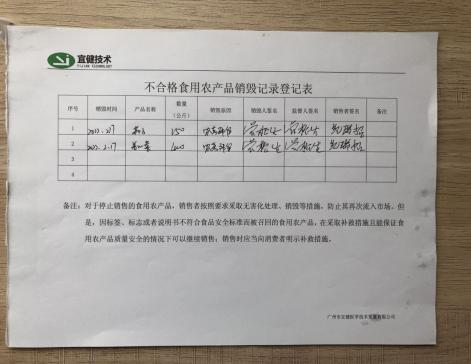 宜健技术
YIJIAN TECHNOLOGY
不合格食用农产品销毁记录登记表
序号 销毁时间 产品名称 数量（公斤） 销毁原因 销毁人签名 监督人签名 销售者签名 备注
1
2 2022.2.17
3
4
备注：对于停止销售的食用农产品，销售者按照要求采取无害化处理、销毁等措施，防止其再次流入市场。但
是，因标签、标志或者说明书不符合食品安全标准而被召回的食用农产品，在采取补救措施且能保证食
用农产品质量安全的情况下可以继续销售；销售时应当向消费者明示补救措施。
广州市宜健医学技术发展有限公司